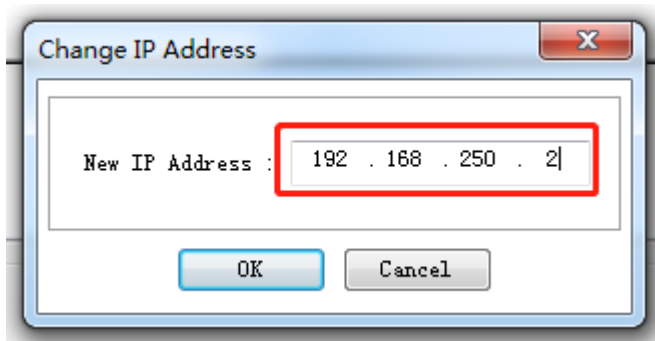 Change IP Address
New IP Address : 192 . 168 . 250 . 2
OK Cancel